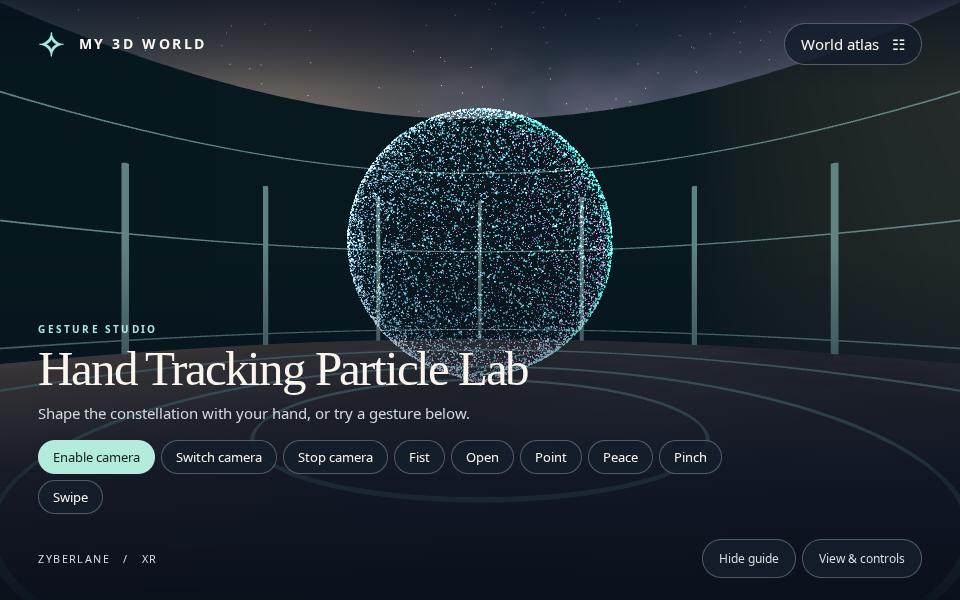 MY 3D WORLD
World atlas
GESTURE STUDIO
Hand Tracking Particle Lab
Shape the constellation with your hand, or try a gesture below.
Enable camera Switch camera Stop camera Fist Open Point Peace Pinch
Swipe
ZYBERLANE / XR
Hide guide View & controls